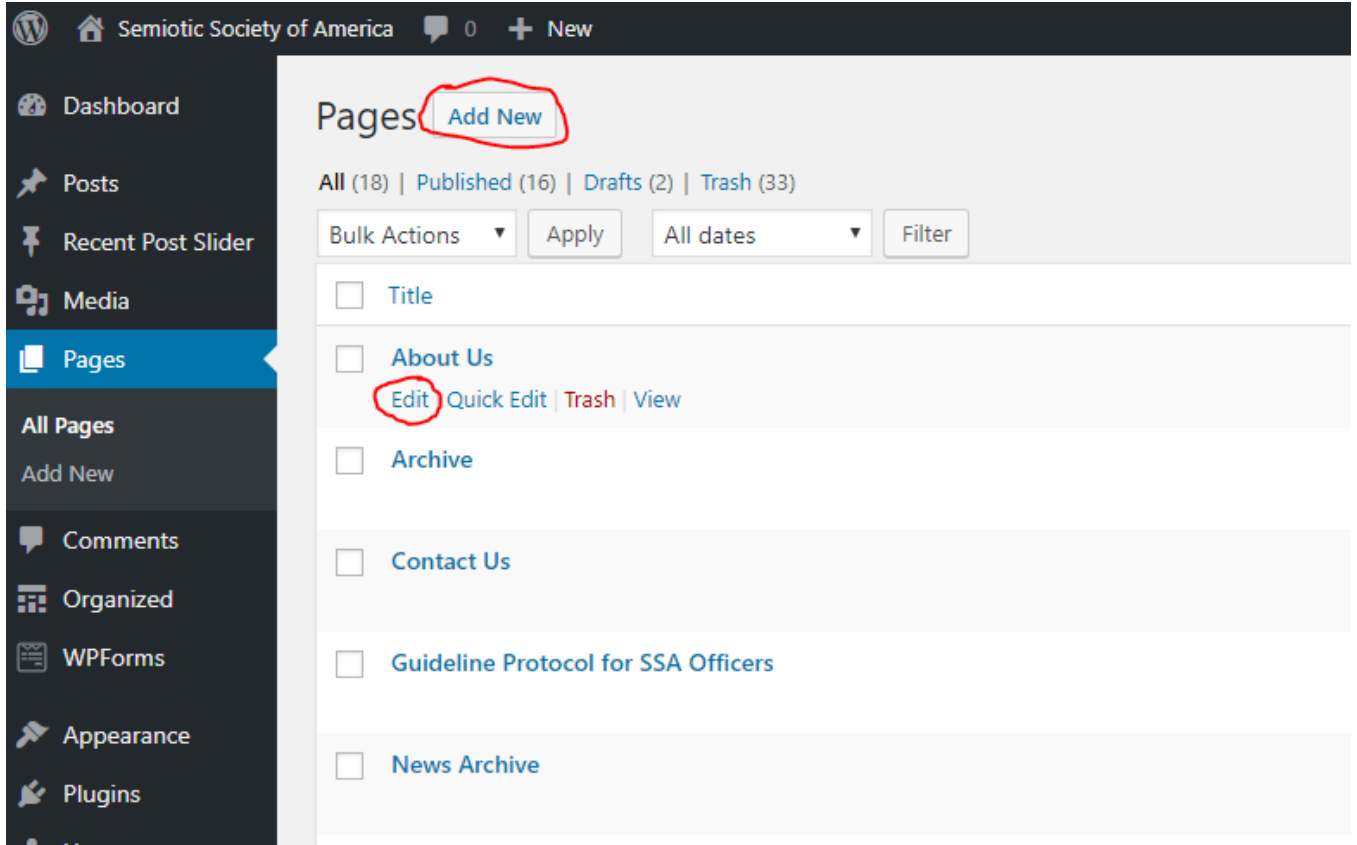 Semiotic Society of America 0 New
Dashboard
Posts
Recent Post Slider
Media
Pages
All Pages
Add New
Comments
Organized
WPForms
Appearance
Plugins
Pages Add New
All (18) | Published (16) | Drafts (2) | Trash (33)
Bulk Actions Apply All dates Filter
Title
About Us
Edit | Quick Edit | Trash | View
Archive
Contact Us
Guideline Protocol for SSA Officers
News Archive